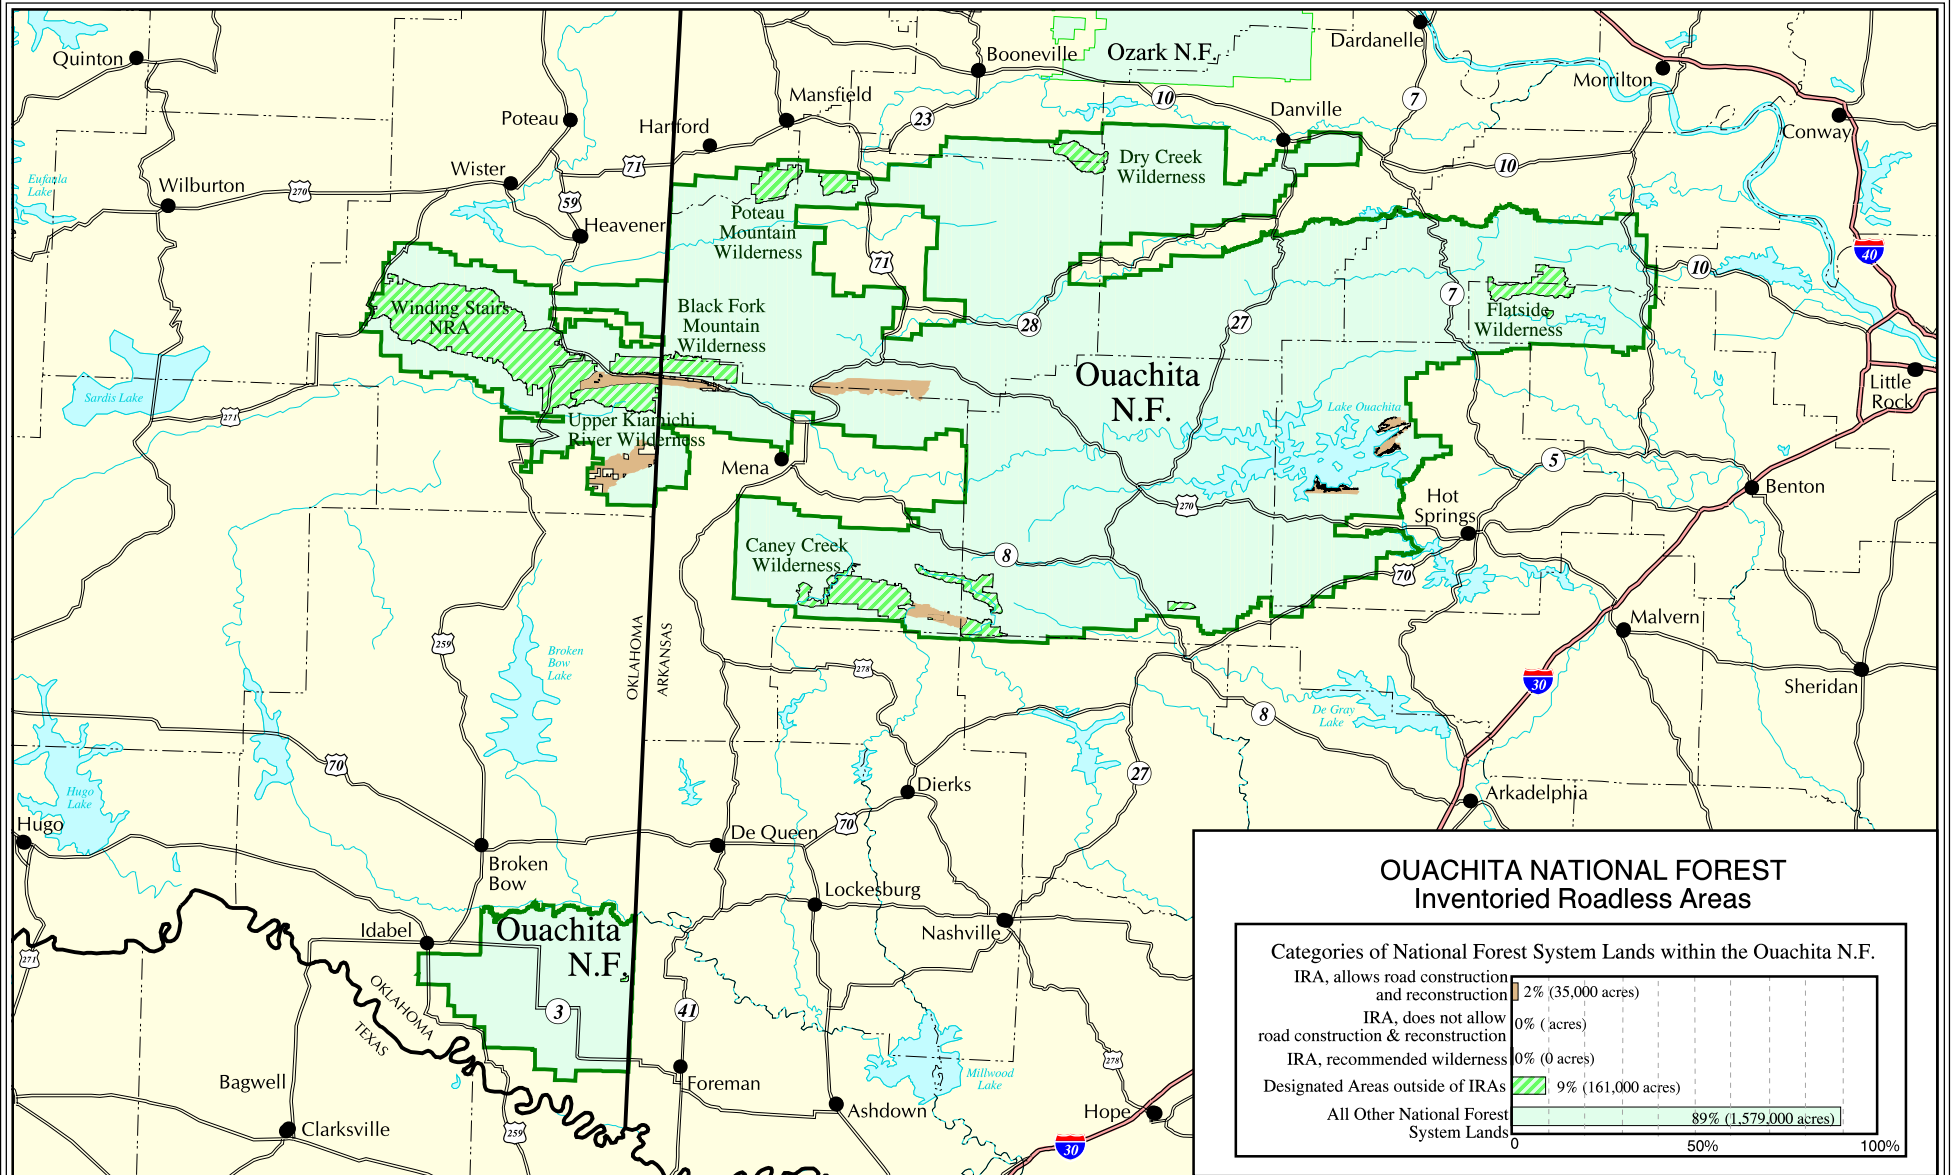 Quinton
Poteau
Wister
Wilburton
Eufaula
Lake
270
59
Heavener
71
Hartford
Mansfield
23
Booneville
Ozark N.F.
10
Danville
Dardanelle
7
Morrilton
Conway
10
40
Dry Creek
Wilderness
Poteau
Mountain
Wilderness
71
Winding Stairs
NRA
Black Fork
Mountain
Wilderness
28
27
7
10
Flatside
Wilderness
Little
Rock
Sardis Lake
271
Ouachita
N.F.
Lake Ouachita
Upper Kiamichi
River Wilderness
Mena
5
Benton
Hot
Springs
270
Caney Creek
Wilderness
8
70
Malvern
Sheridan
30
259
OKLAHOMA
ARKANSAS
Broken
Bow
Lake
278
De Gray
Lake
8
27
70
Hugo
Lake
Hugo
Dierks
70
De Queen
Arkadelphia
Broken
Bow
Lockesburg
Nashville
Idabel
Ouachita
N.F.
271
OKLAHOMA
TEXAS
3
41
Foreman
278
Millwood
Lake
Bagwell
Clarksville
259
Ashdown
Hope
30
OUACHITA NATIONAL FOREST
Inventoried Roadless Areas
Categories of National Forest System Lands within the Ouachita N.F.
IRA, allows road construction
and reconstruction 2% (35,000 acres)
IRA, does not allow
road construction & reconstruction 0% ( acres)
IRA, recommended wilderness 0% (0 acres)
Designated Areas outside of IRAs 9% (161,000 acres)
All Other National Forest
System Lands 89% (1,579,000 acres)
0 50% 100%